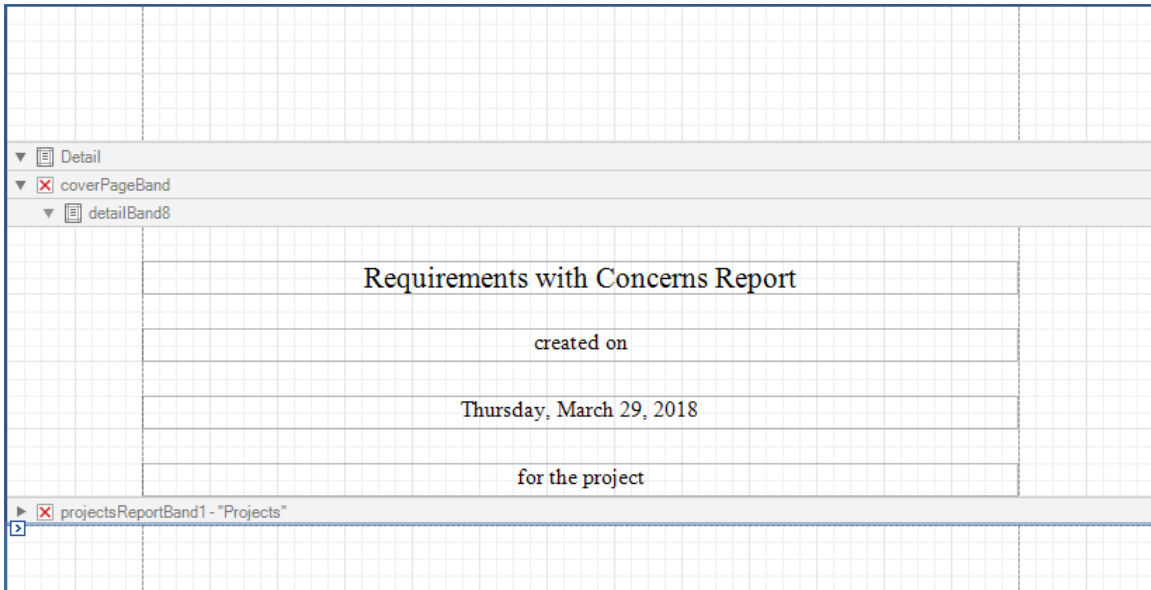 Detail
coverPageBand
detailBand8
Requirements with Concerns Report
created on
Thursday, March 29, 2018
for the project
projectsReportBand1 - "Projects"